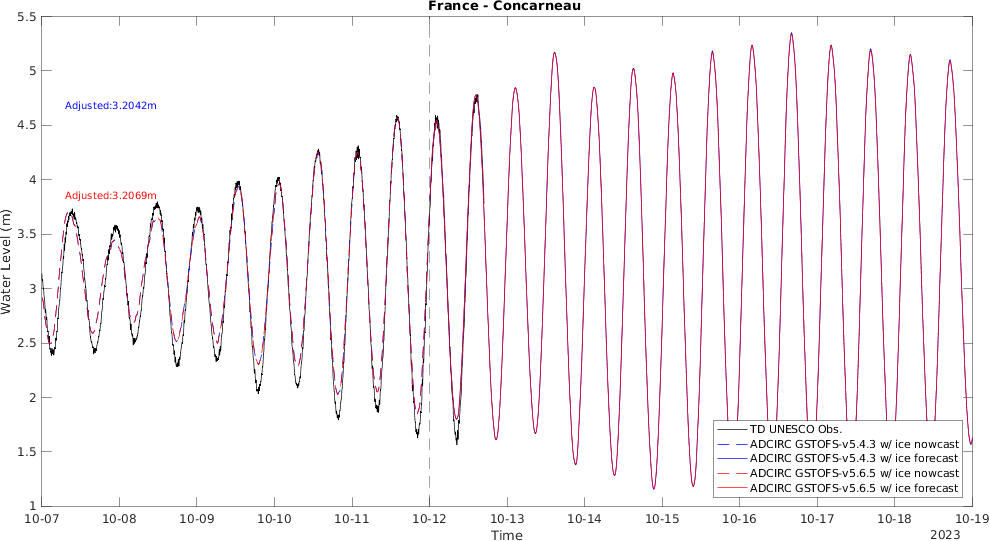 France - Concarneau
5.5
5
4.5
4
3.5
3
2.5
2
1.5
1
Water Level (m)
Adjusted:3.2042m
Adjusted:3.2069m
TD UNESCO Obs.
ADCIRC GSTOFS-v5.4.3 w/ ice nowcast
ADCIRC GSTOFS-v5.4.3 w/ ice forecast
ADCIRC GSTOFS-v5.6.5 w/ ice nowcast
ADCIRC GSTOFS-v5.6.5 w/ ice forecast
10-07 10-08 10-09 10-10 10-11 10-12 10-13 10-14 10-15 10-16 10-17 10-18 10-19
Time
2023